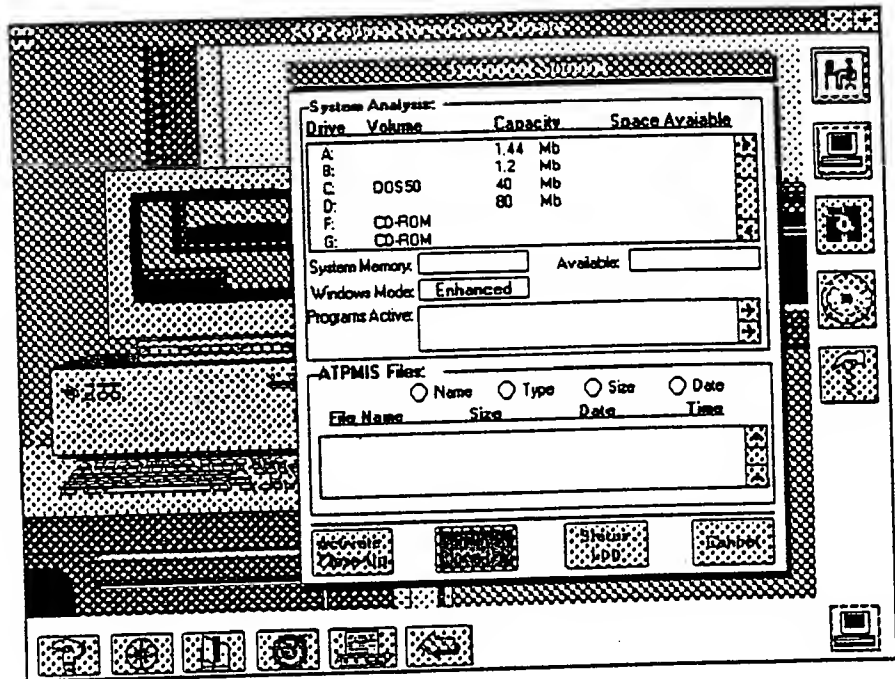 System Analysis:
Drive Volume Capacity Space Avaiable
A: 1.44 Mb
B: 1.2 Mb
C: DOS50 40 Mb
D: 80 Mb
F: CD-ROM
G: CD-ROM
System Memory: Available:
Windows Mode: Enhanced
Programs Active:
ATPMIS Files:
Name Type Size Date
File Name Size Date Time
Status
Cancel